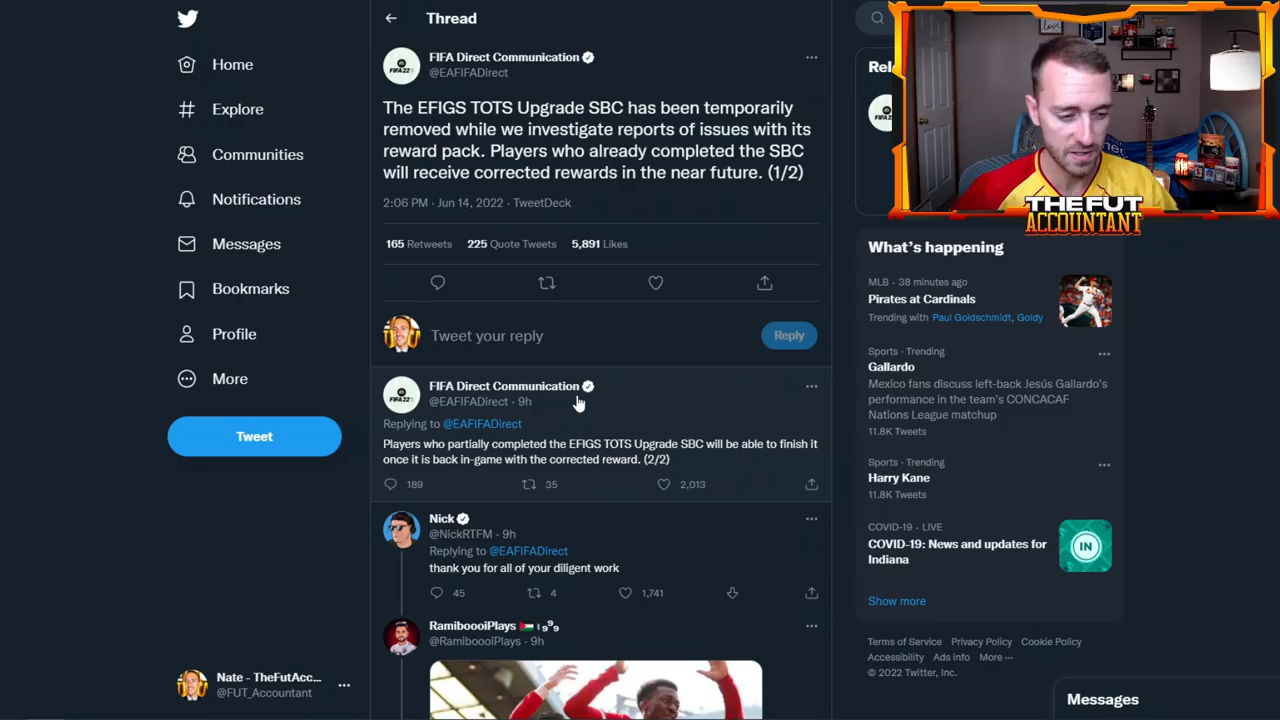 Home
Explore
Communities
Notifications
Messages
Bookmarks
Profile
More
Tweet
Nate - TheFutAcc...
@FUT_Accountant
Thread
FIFA Direct Communication
@EAFIFADirect
The EFIGS TOTS Upgrade SBC has been temporarily
removed while we investigate reports of issues with its
reward pack. Players who already completed the SBC
will receive corrected rewards in the near future. (1/2)
2:06 PM · Jun 14, 2022 · TweetDeck
165 Retweets 225 Quote Tweets 5,891 Likes
Tweet your reply
Reply
FIFA Direct Communication
@EAFIFADirect · 9h
Replying to @EAFIFADirect
Players who partially completed the EFIGS TOTS Upgrade SBC will be able to finish it
once it is back in-game with the corrected reward. (2/2)
189 35 2,013
Nick
@NickRTFM · 9h
Replying to @EAFIFADirect
thank you for all of your diligent work
45 4 1,741
RamiboooiPlays
@RamiboooiPlays · 9h
Rel
THE FUT
ACCOUNTANT
What's happening
MLB · 38 minutes ago
Pirates at Cardinals
Trending with Paul Goldschmidt, Goldy
Sports · Trending
Gallardo
Mexico fans discuss left-back Jesús Gallardo's
performance in the team's CONCACAF
Nations League matchup
11.8K Tweets
Sports · Trending
Harry Kane
11.8K Tweets
COVID-19 · LIVE
COVID-19: News and updates for
Indiana
IN
Show more
Terms of Service Privacy Policy Cookie Policy
Accessibility Ads info More ···
© 2022 Twitter, Inc.
Messages